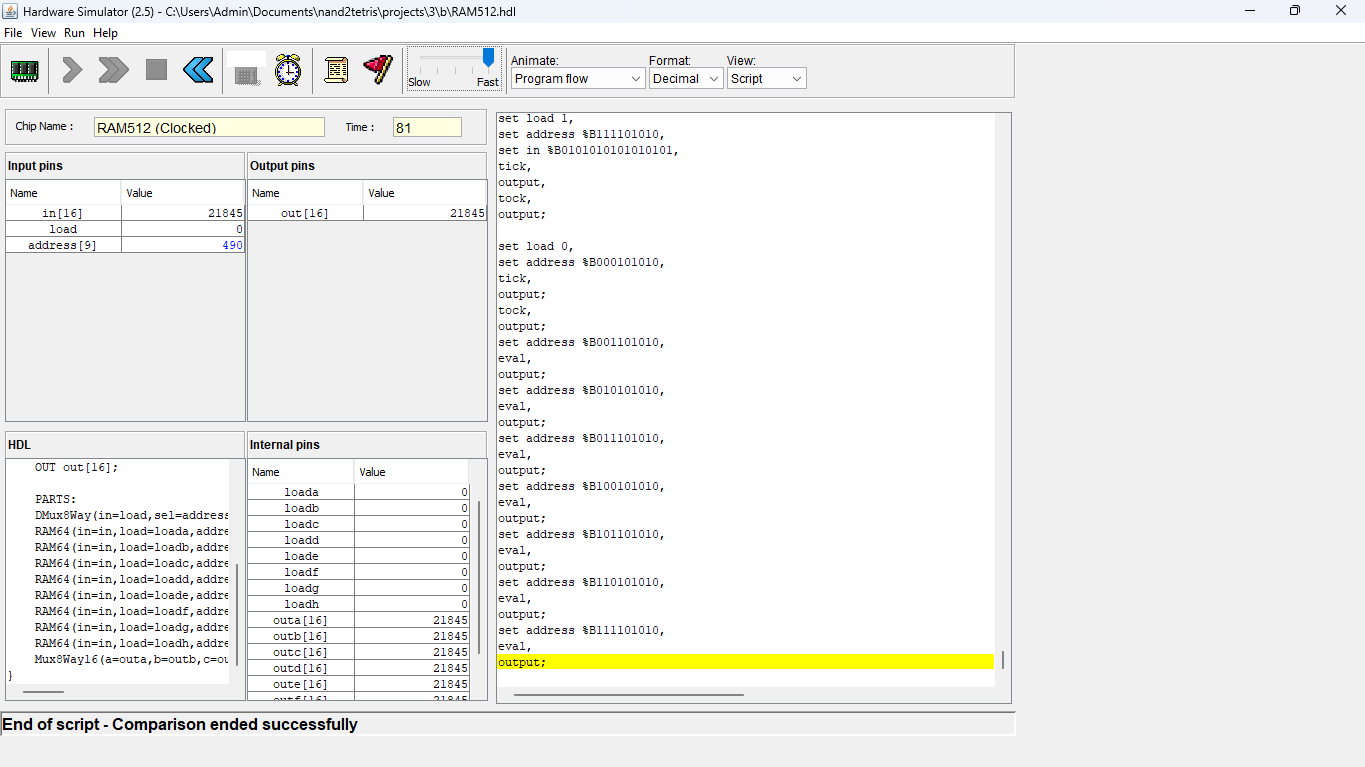 Hardware Simulator (2.5) - C:\Users\Admin\Documents\nand2tetris\projects\3\b\RAM512.hdl
File View Run Help
Slow Fast
Animate: Format: View:
Program flow Decimal Script
Chip Name : RAM512 (Clocked) Time : 81
Input pins
Name Value
in[16] 21845
load 0
address[9] 490
Output pins
Name Value
out[16] 21845
HDL
OUT out[16];
PARTS:
DMux8Way(in=load,sel=address
RAM64(in=in,load=loada,addre
RAM64(in=in,load=loadb,addre
RAM64(in=in,load=loadc,addre
RAM64(in=in,load=loadd,addre
RAM64(in=in,load=loade,addre
RAM64(in=in,load=loadf,addre
RAM64(in=in,load=loadg,addre
RAM64(in=in,load=loadh,addre
Mux8Way16(a=outa,b=outb,c=ou
}
Internal pins
Name Value
loada 0
loadb 0
loadc 0
loadd 0
loade 0
loadf 0
loadg 0
loadh 0
outa[16] 21845
outb[16] 21845
outc[16] 21845
outd[16] 21845
oute[16] 21845
outf[16] 21845
set load 1,
set address %B111101010,
set in %B0101010101010101,
tick,
output,
tock,
output;
set load 0,
set address %B000101010,
tick,
output;
tock,
output;
set address %B001101010,
eval,
output;
set address %B010101010,
eval,
output;
set address %B011101010,
eval,
output;
set address %B100101010,
eval,
output;
set address %B101101010,
eval,
output;
set address %B110101010,
eval,
output;
set address %B111101010,
eval,
output;
End of script - Comparison ended successfully